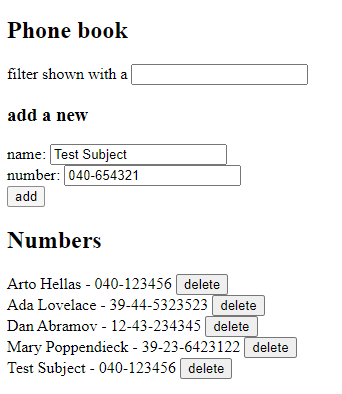 Phone book
filter shown with a
add a new
name: Test Subject
number: 040-654321
add
Numbers
Arto Hellas - 040-123456 delete
Ada Lovelace - 39-44-5323523 delete
Dan Abramov - 12-43-234345 delete
Mary Poppendieck - 39-23-6423122 delete
Test Subject - 040-123456 delete